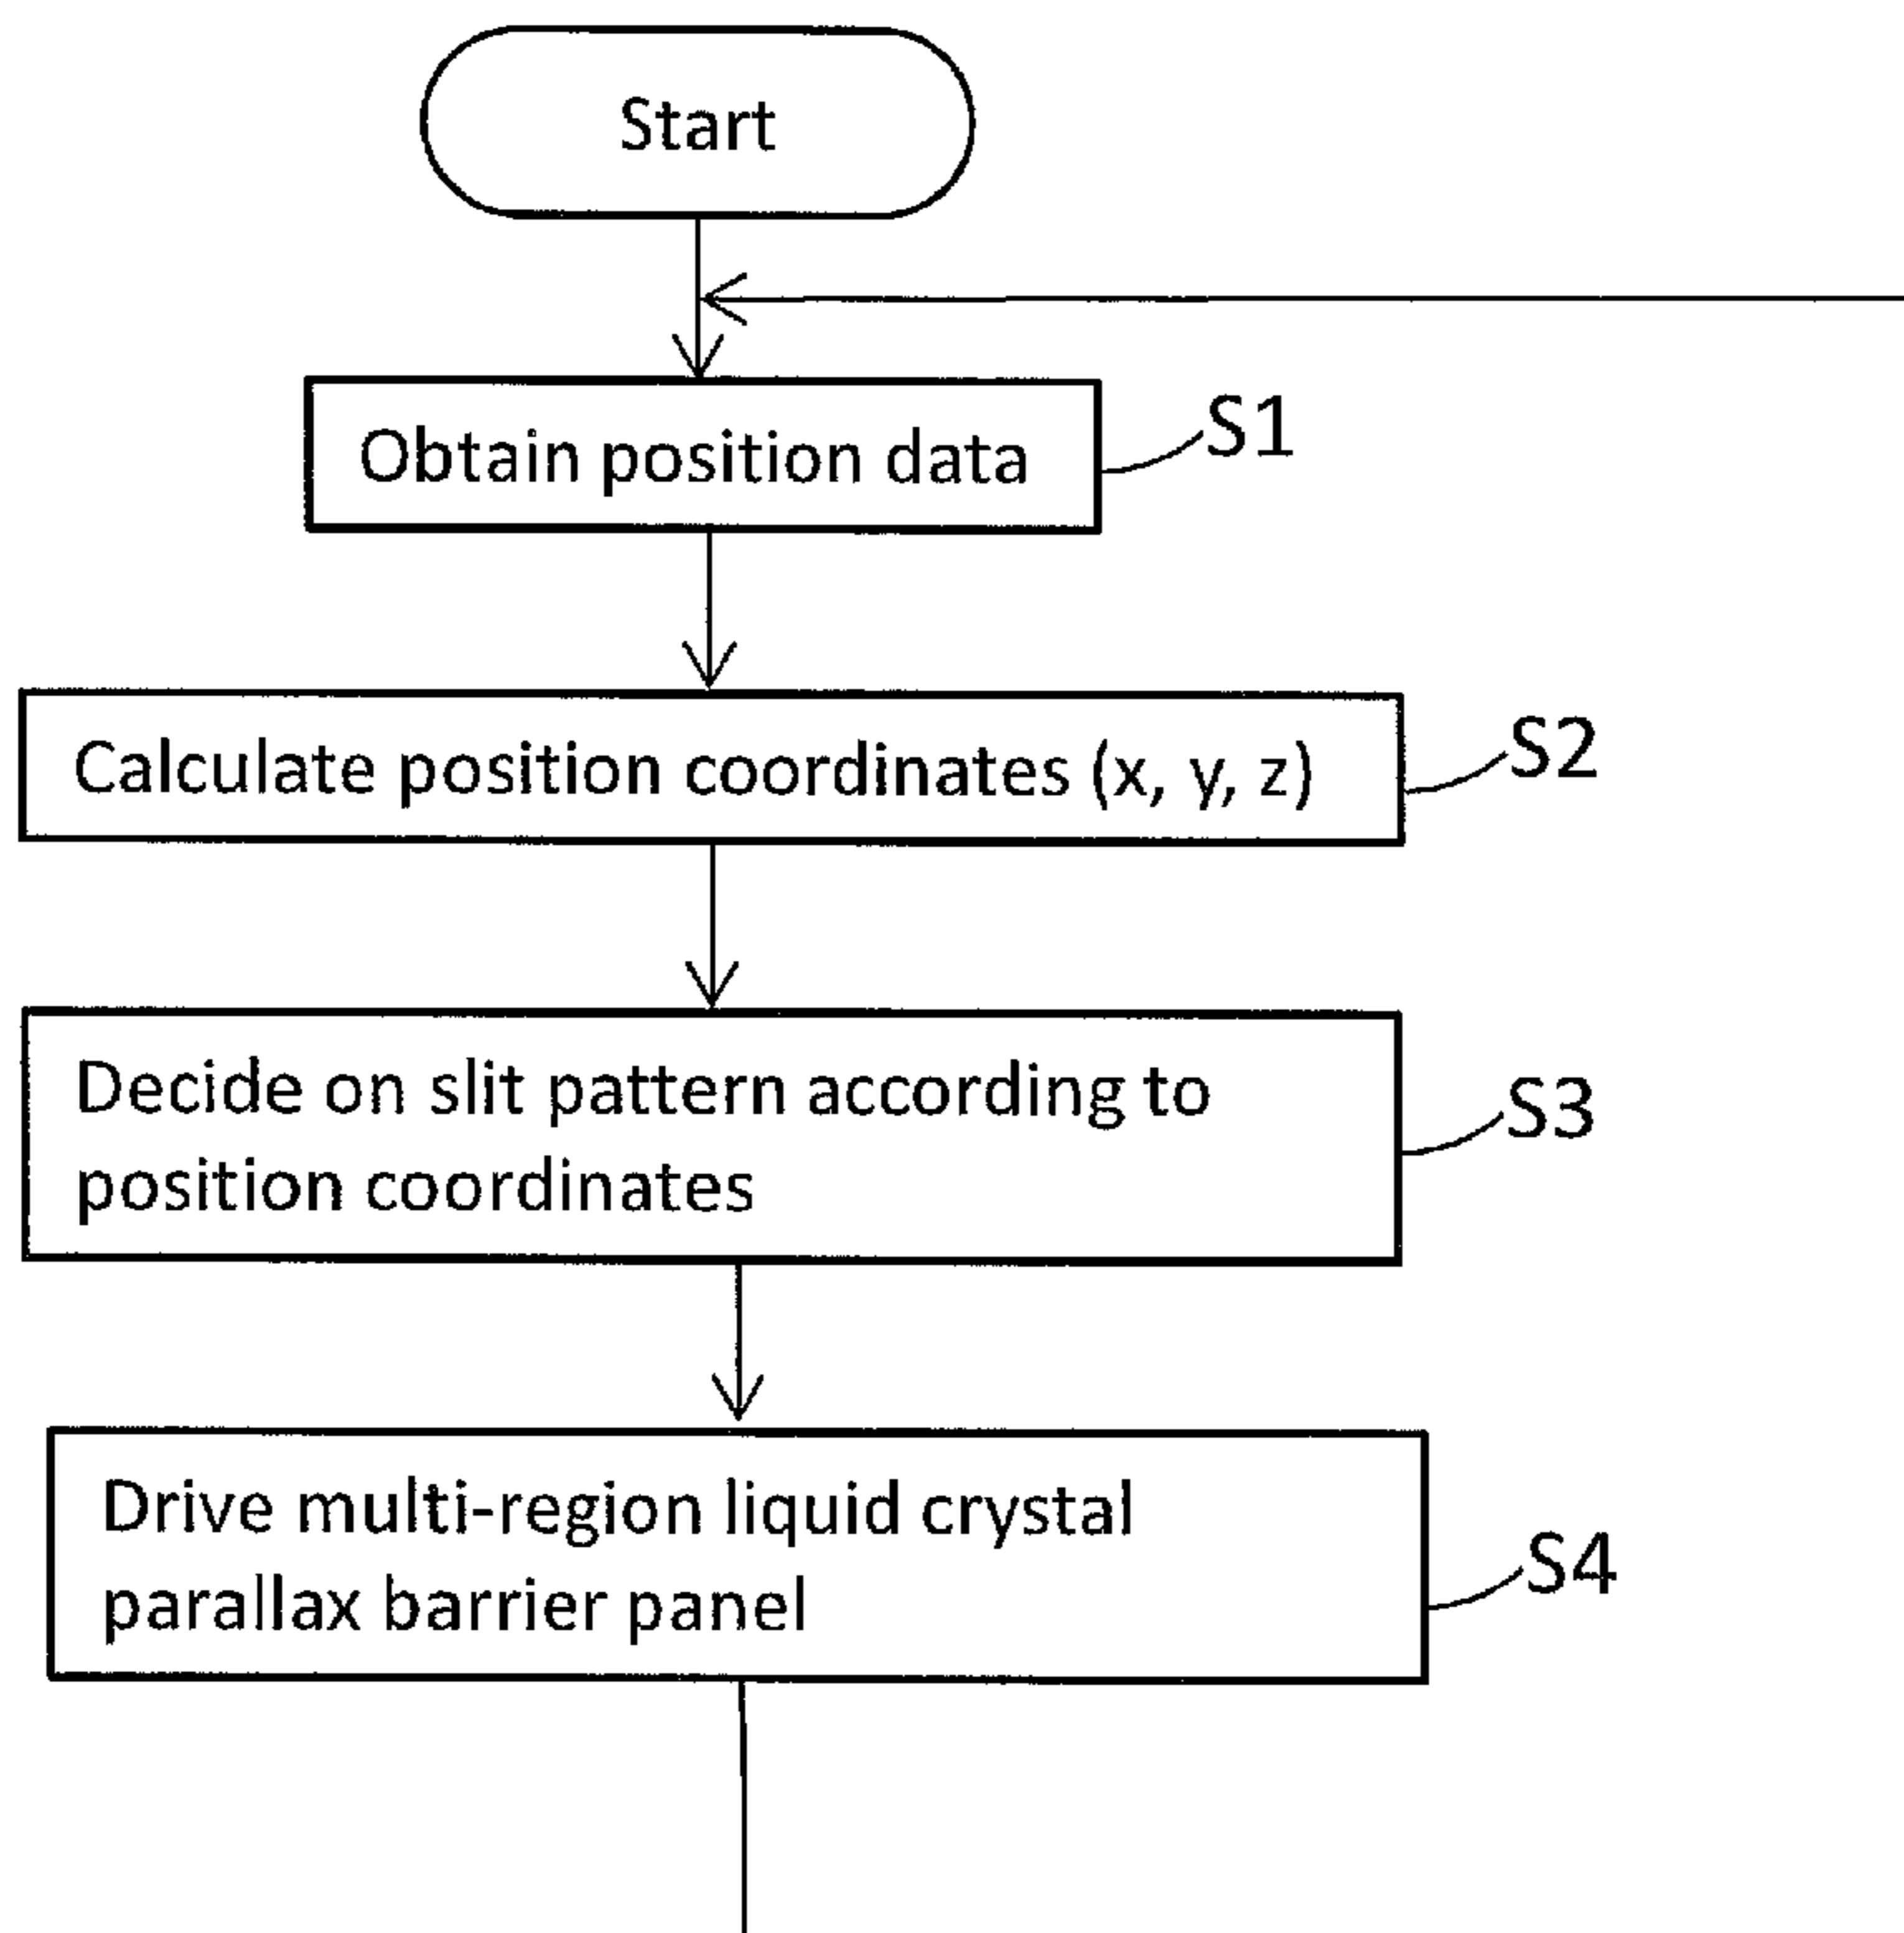 Start
Obtain position data
S1
Calculate position coordinates (x, y, z)
S2
Decide on slit pattern according to
position coordinates
S3
Drive multi-region liquid crystal
parallax barrier panel
S4